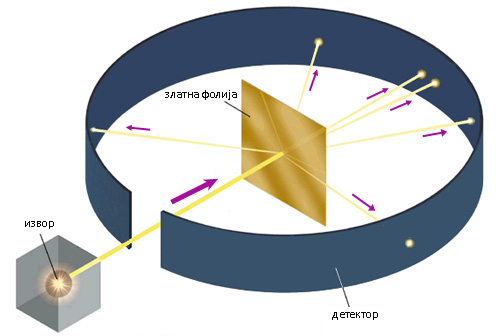 златна фолија
извор
детектор